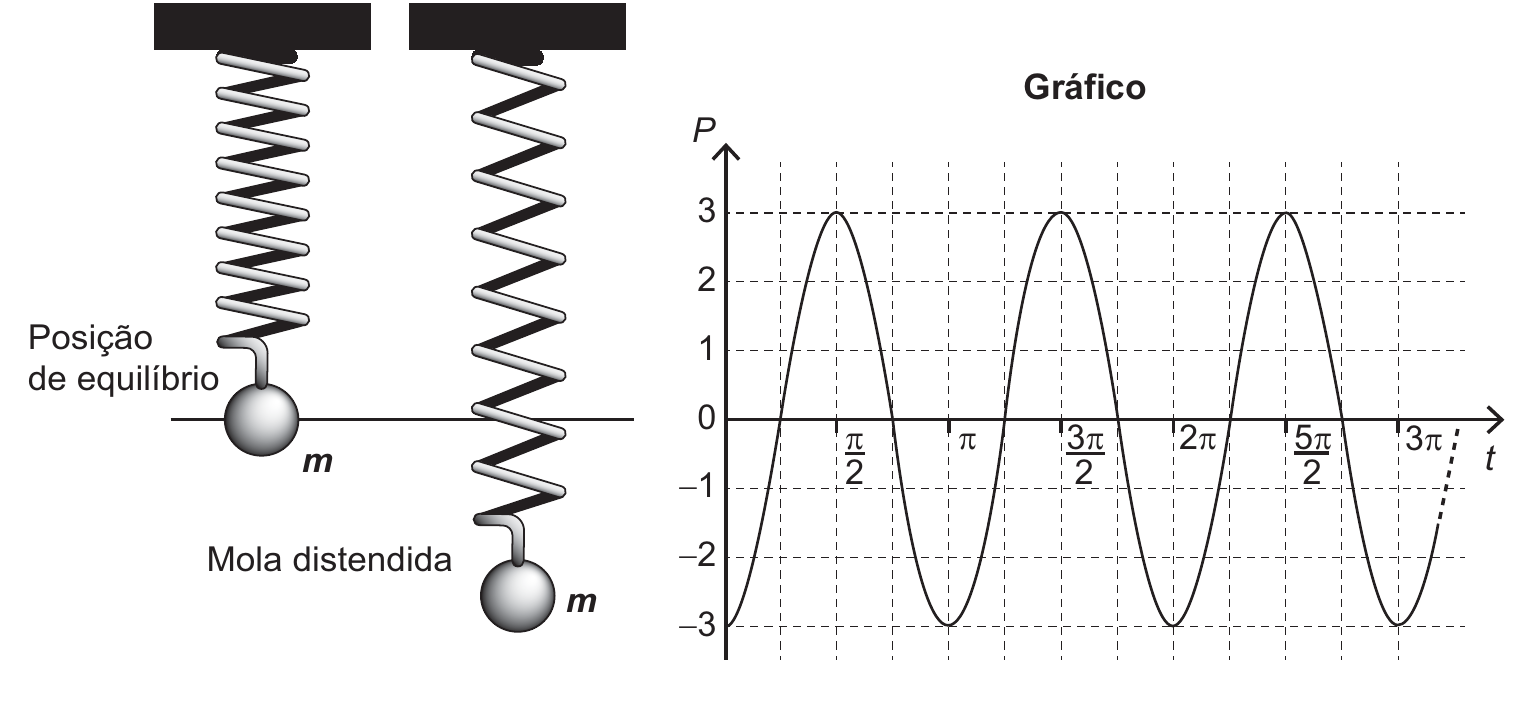 Posição
de equilíbrio
m
Mola distendida
m
Gráfico
P
3
2
1
0
–1
–2
–3
π/2
π
3π/2
2π
5π/2
3π
t